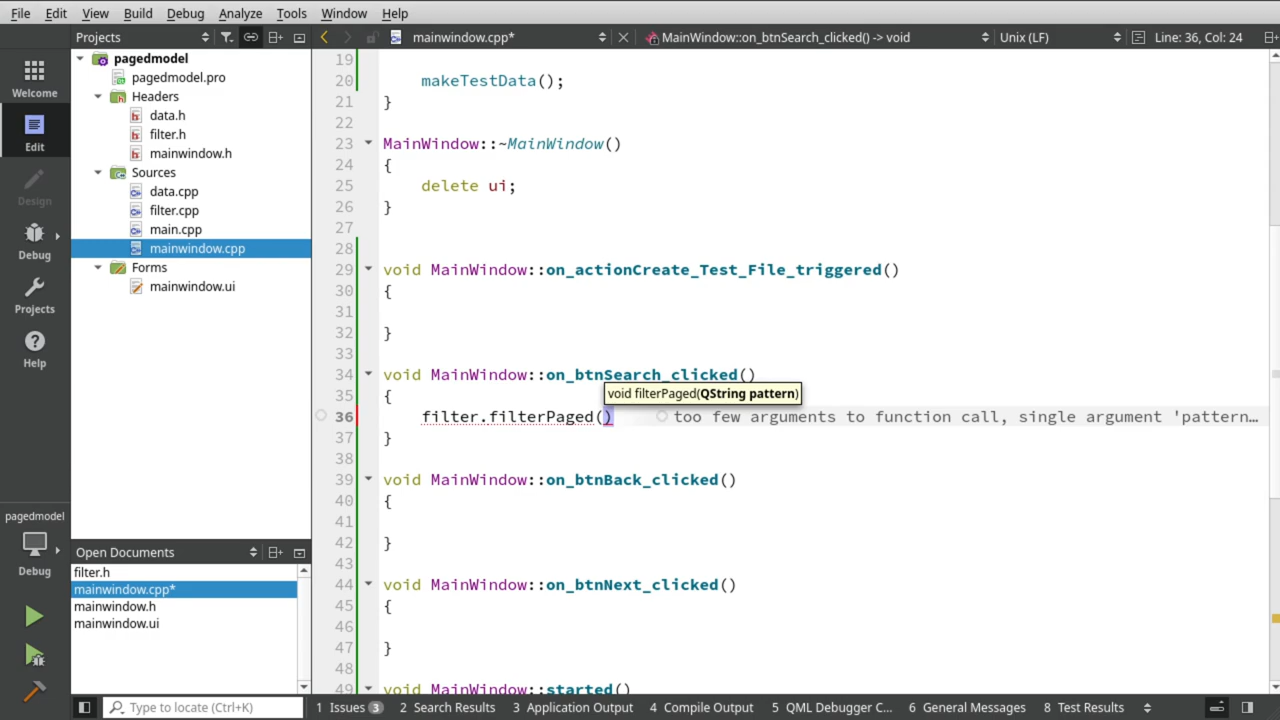 File Edit View Build Debug Analyze Tools Window Help
Projects
mainwindow.cpp*
MainWindow::on_btnSearch_clicked() -> void
Unix (LF)
Line: 36, Col: 24
Welcome
Edit
Design
Debug
Projects
Help
pagedmodel
Debug
pagedmodel
pagedmodel.pro
Headers
data.h
filter.h
mainwindow.h
Sources
data.cpp
filter.cpp
main.cpp
mainwindow.cpp
Forms
mainwindow.ui
Open Documents
filter.h
mainwindow.cpp*
mainwindow.h
mainwindow.ui
19
20 makeTestData();
21 }
22
23 MainWindow::~MainWindow()
24 {
25 delete ui;
26 }
27
28
29 void MainWindow::on_actionCreate_Test_File_triggered()
30 {
31
32 }
33
34 void MainWindow::on_btnSearch_clicked()
35 {
void filterPaged(QString pattern)
36 filter.filterPaged() too few arguments to function call, single argument 'pattern…
37 }
38
39 void MainWindow::on_btnBack_clicked()
40 {
41
42 }
43
44 void MainWindow::on_btnNext_clicked()
45 {
46
47 }
48
49 void MainWindow::started()
Type to locate (Ctrl+K)
1 Issues 3
2 Search Results
3 Application Output
4 Compile Output
5 QML Debugger C...
6 General Messages
8 Test Results